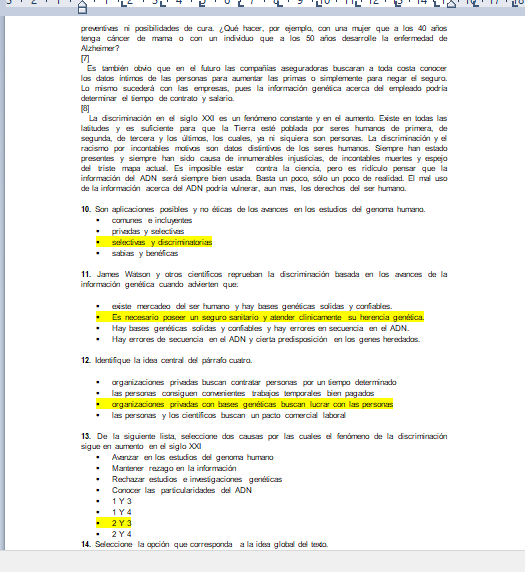 preventivas ni posibilidades de cura. ¿Qué hacer, por ejemplo, con una mujer que a los 40 años
tenga cáncer de mama o con un individuo que a los 50 años desarrolle la enfermedad de
Alzheimer?
[7]
Es también obvio que en el futuro las compañías aseguradoras buscaran a toda costa conocer
los datos íntimos de las personas para aumentar las primas o simplemente para negar el seguro.
Lo mismo sucederá con las empresas, pues la información genética acerca del empleado podría
determinar el tiempo de contrato y salario.
[8]
La discriminación en el siglo XXI es un fenómeno constante y en el aumento. Existe en todas las
latitudes y es suficiente para que la Tierra esté poblada por seres humanos de primera, de
segunda, de tercera y los últimos, los cuales, ya ni siquiera son personas. La discriminación y el
racismo por incontables motivos son datos distintivos de los seres humanos. Siempre han estado
presentes y siempre han sido causa de innumerables injusticias, de incontables muertes y espejo
del triste mapa actual. Es imposible estar contra la ciencia, pero es ridículo pensar que la
información del ADN será siempre bien usada. Basta un poco, sólo un poco de realidad. El mal uso
de la información acerca del ADN podría vulnerar, aun mas, los derechos del ser humano.
10. Son aplicaciones posibles y no éticas de los avances en los estudios del genoma humano.
• comunes e incluyentes
• privadas y selectivas
• selectivas y discriminatorias
• sabias y benéficas
11. James Watson y otros científicos reprueban la discriminación basada en los avances de la
información genética cuando advierten que:
• existe mercadeo del ser humano y hay bases genéticas solidas y confiables.
• Es necesario poseer un seguro sanitario y atender clínicamente su herencia genética.
• Hay bases genéticas solidas y confiables y hay errores en secuencia en el ADN.
• Hay errores de secuencia en el ADN y cierta predisposición en los genes heredados.
12. Identifique la idea central del párrafo cuatro.
• organizaciones privadas buscan contratar personas por un tiempo determinado
• las personas consiguen convenientes trabajos temporales bien pagados
• organizaciones privadas con bases genéticas buscan lucrar con las personas
• las personas y los científicos buscan un pacto comercial laboral
13. De la siguiente lista, seleccione dos causas por las cuales el fenómeno de la discriminación
sigue en aumento en el siglo XXI
• Avanzar en los estudios del genoma humano
• Mantener rezago en la información
• Rechazar estudios e investigaciones genéticas
• Conocer las particularidades del ADN
• 1 Y 3
• 1 Y 4
• 2 Y 3
• 2 Y 4
14. Seleccione la opción que corresponda a la idea global del texto.